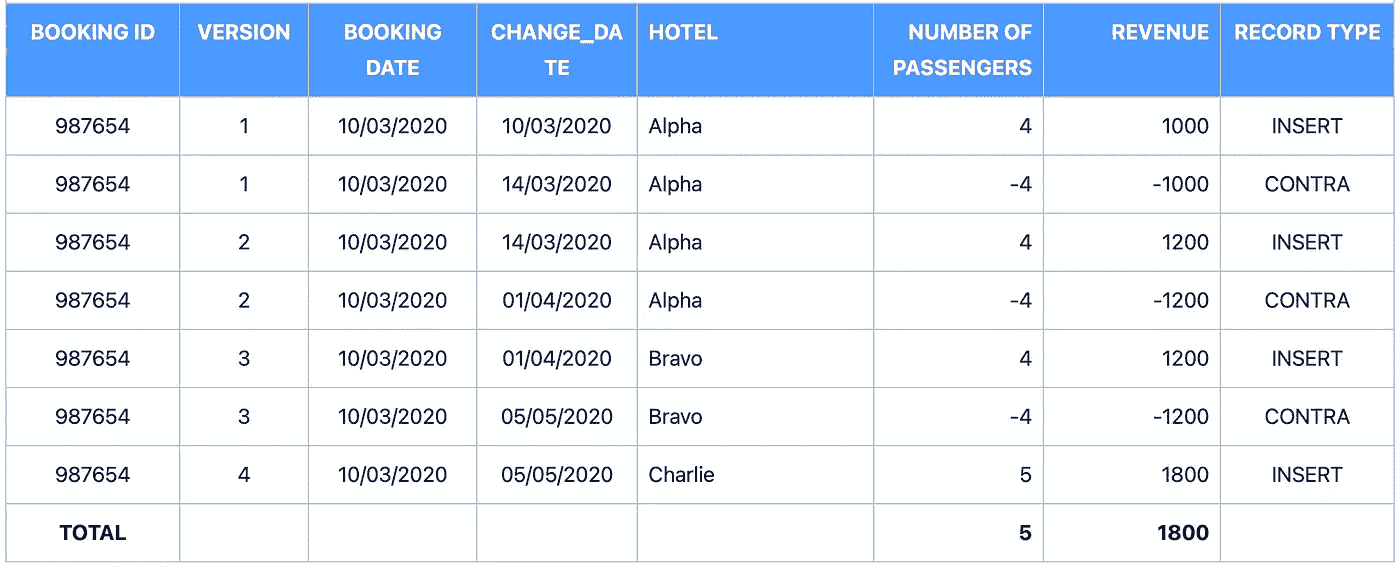 BOOKING ID VERSION BOOKING DATE CHANGE_DA TE HOTEL NUMBER OF PASSENGERS REVENUE RECORD TYPE
987654 1 10/03/2020 10/03/2020 Alpha 4 1000 INSERT
987654 1 10/03/2020 14/03/2020 Alpha -4 -1000 CONTRA
987654 2 10/03/2020 14/03/2020 Alpha 4 1200 INSERT
987654 2 10/03/2020 01/04/2020 Alpha -4 -1200 CONTRA
987654 3 10/03/2020 01/04/2020 Bravo 4 1200 INSERT
987654 3 10/03/2020 05/05/2020 Bravo -4 -1200 CONTRA
987654 4 10/03/2020 05/05/2020 Charlie 5 1800 INSERT
TOTAL 5 1800